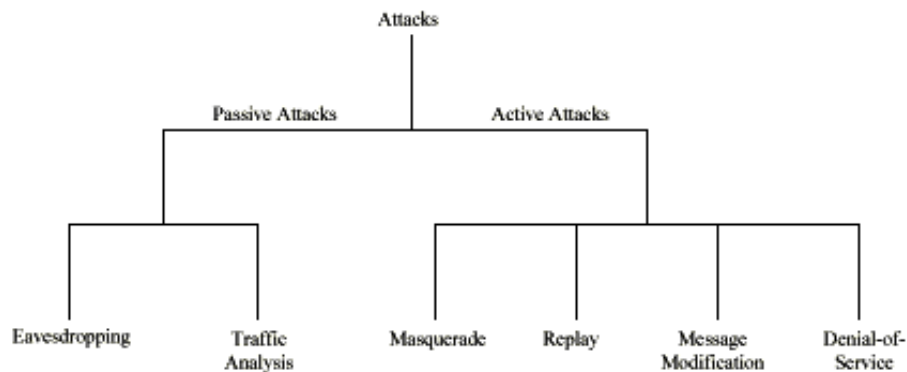 Attacks
Passive Attacks
Active Attacks
Eavesdropping
Traffic
Analysis
Masquerade
Replay
Message
Modification
Denial-of-
Service